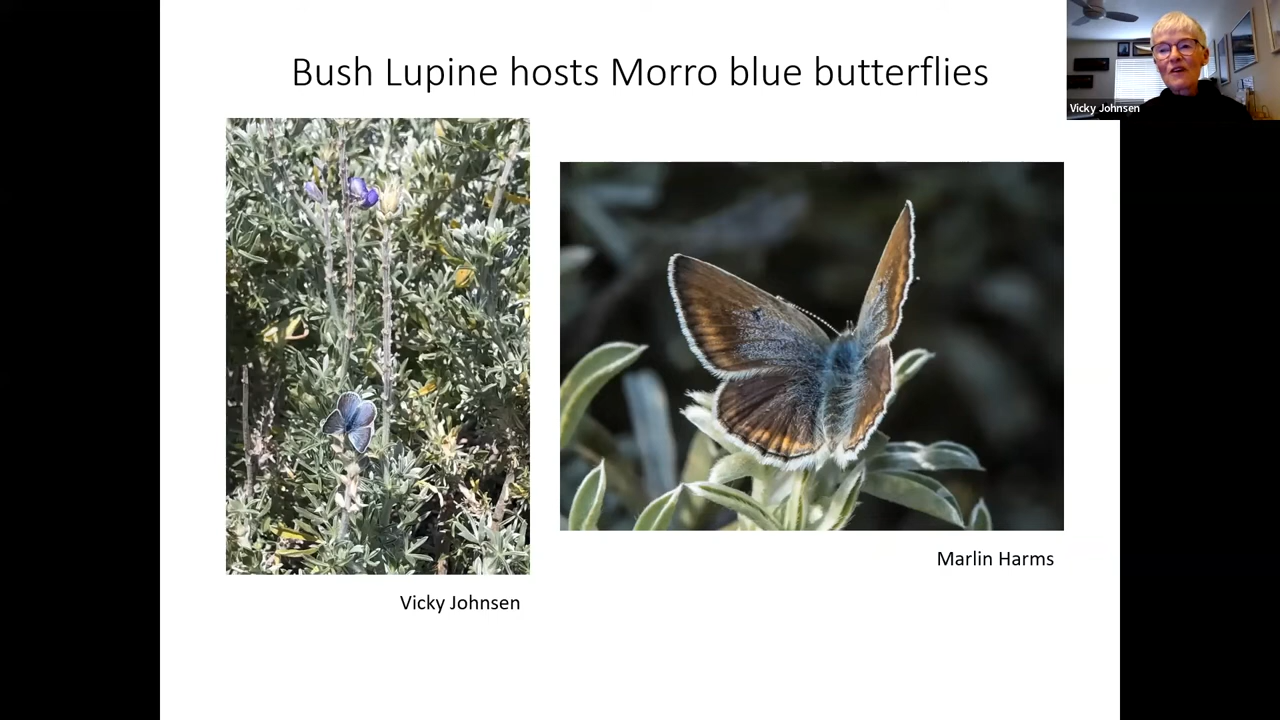 Bush Lupine hosts Morro blue butterflies
Vicky Johnsen
Marlin Harms
Vicky Johnsen